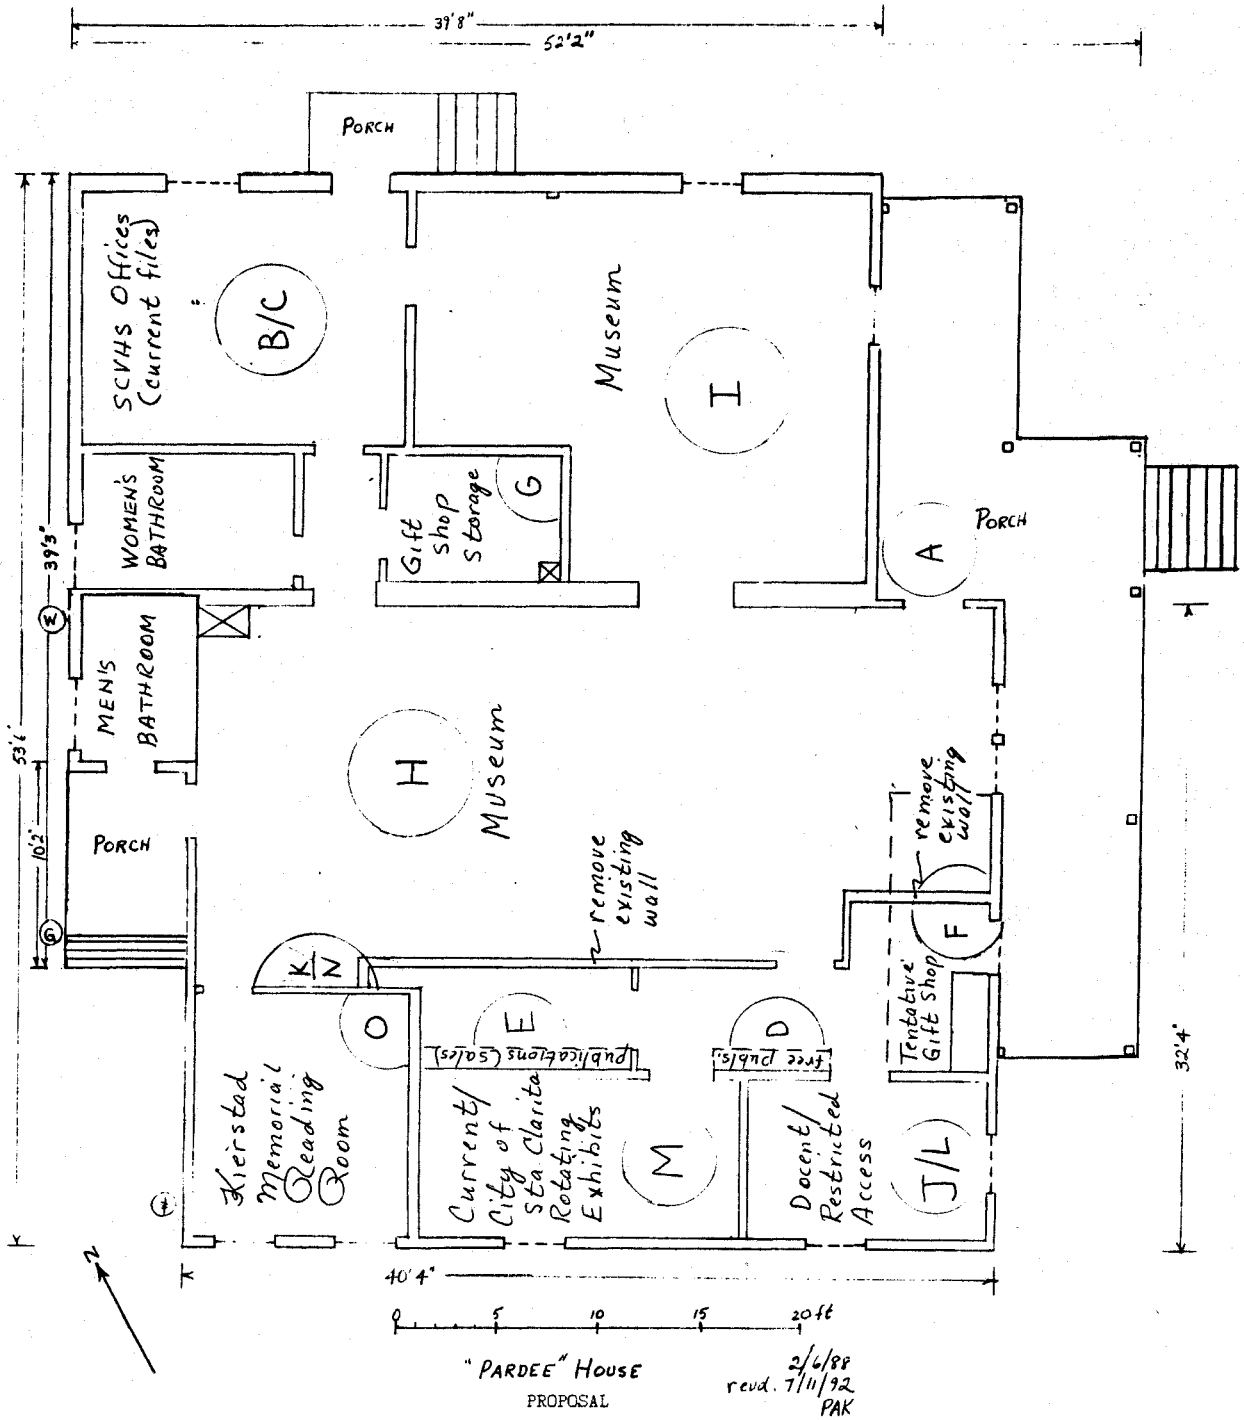 39'8"
52'2"
PORCH
SCVHS Offices
(current files)
B/C
Museum
I
WOMEN'S
BATHROOM
Gift
shop
storage
G
A
PORCH
39'3"
53'6"
MEN'S
BATHROOM
H
Museum
remove
existing
wall
remove
existing
wall
10'2"
PORCH
K/N
O
E
publications (sales)
D
free publs.
F
Tentative
Gift Shop
32'4"
Kierstad
Memorial
Reading
Room
Current/
City of
Sta Clarita
Rotating
Exhibits
M
Docent/
Restricted
Access
J/L
N
40'4"
0 5 10 15 20 ft
"PARDEE" HOUSE
PROPOSAL
2/6/88
revd. 7/11/92
PAK